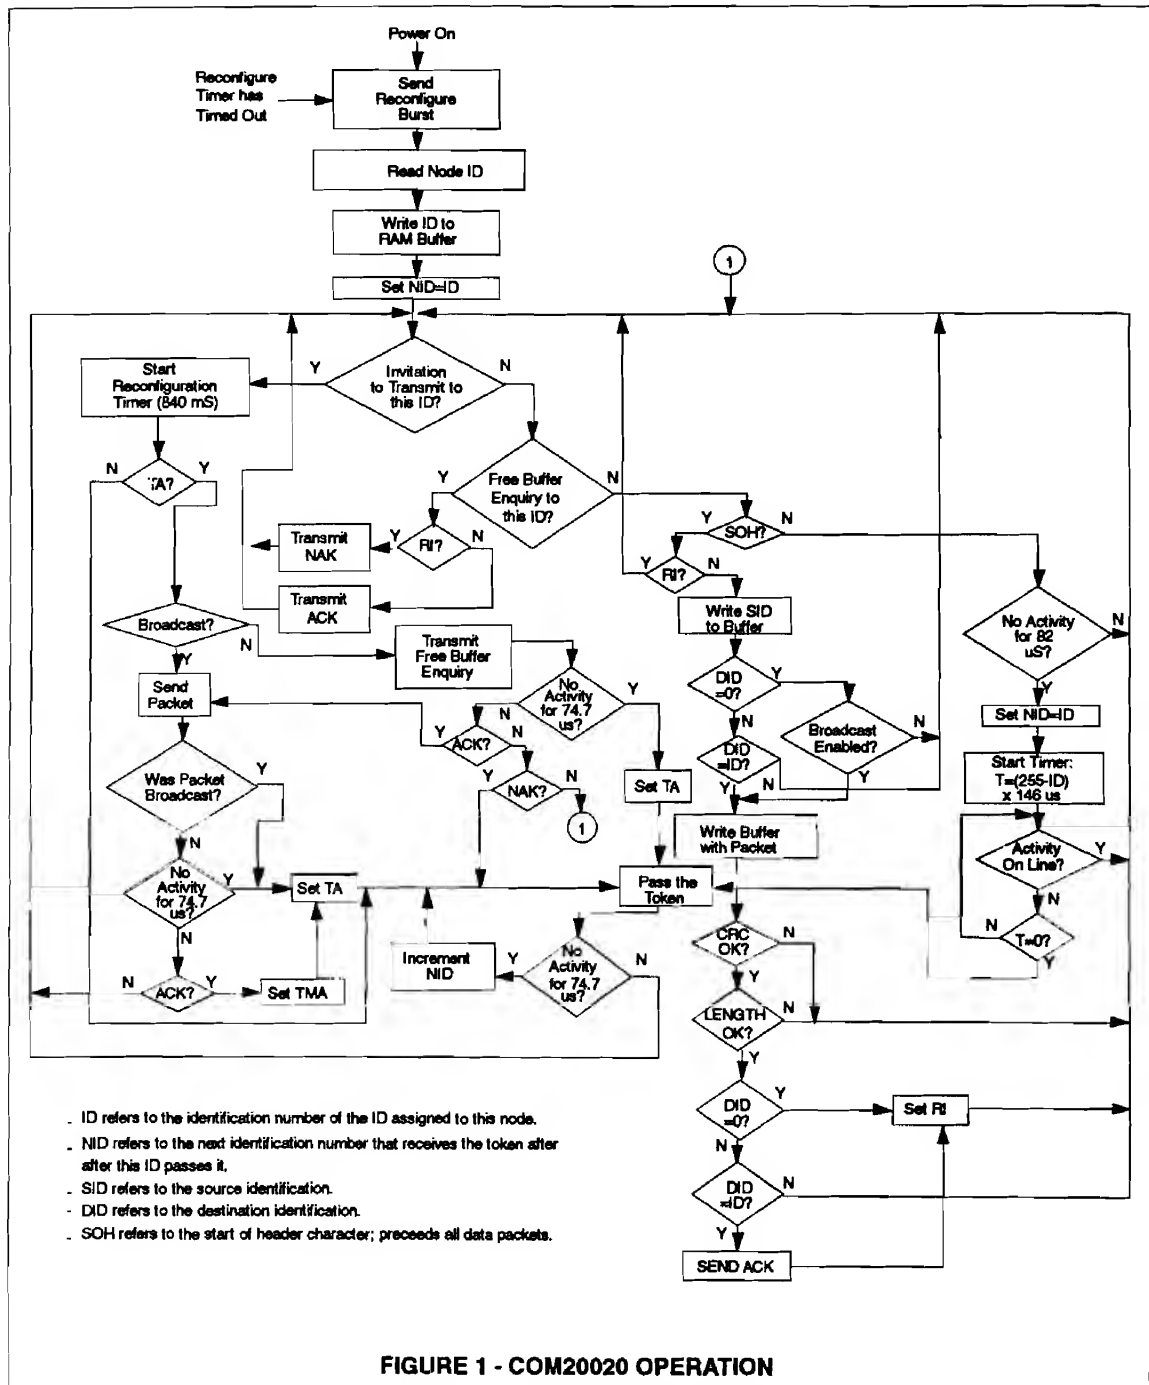 Power On
Reconfigure
Timer has
Timed Out
Send
Reconfigure
Burst
Read Node ID
Write ID to
RAM Buffer
Set NID=ID
1
Start
Reconfiguration
Timer (840 mS)
Y
Invitation
to Transmit to
this ID?
N
N
TA?
Y
Y
Free Buffer
Enquiry to
this ID?
N
Transmit
NAK
Y
RI?
N
Transmit
ACK
Y
SOH?
N
Y
RI?
N
Write SID
to Buffer
No Activity
for 82
uS?
N
Y
Broadcast?
N
Y
Transmit
Free Buffer
Enquiry
Send
Packet
No
Activity
for 74.7
us?
N
Y
DID
=0?
Y
N
Broadcast
Enabled?
N
Y
Set NID=ID
ACK?
N
Y
DID
=ID?
N
Y
Start Timer:
T=(255-ID)
x 146 us
Was Packet
Broadcast?
Y
N
NAK?
N
Y
1
Set TA
Write Buffer
with Packet
Activity
On Line?
Y
N
No
Activity
for 74.7
us?
Y
N
Set TA
Pass the
Token
N
T=0?
Y
Increment
NID
Y
No
Activity
for 74.7
us?
N
CRC
OK?
N
Y
N
ACK?
Y
Set TMA
LENGTH
OK?
N
Y
DID
=0?
Y
N
Set RI
DID
=ID?
N
Y
SEND ACK
- ID refers to the identification number of the ID assigned to this node.
- NID refers to the next identification number that receives the token after
after this ID passes it.
- SID refers to the source identification.
- DID refers to the destination identification.
- SOH refers to the start of header character; preceeds all data packets.
FIGURE 1 - COM20020 OPERATION